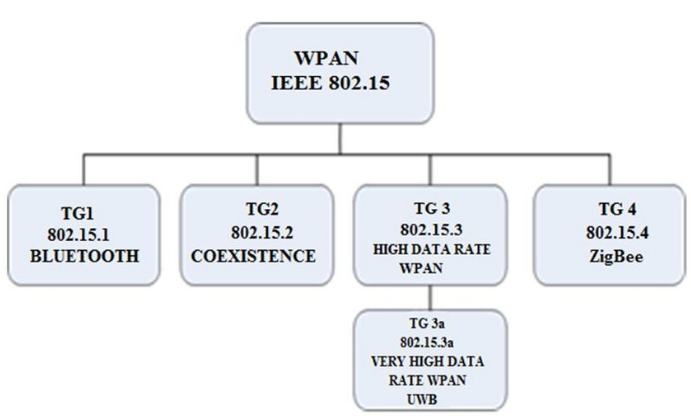 WPAN
IEEE 802.15
TG1
802.15.1
BLUETOOTH
TG2
802.15.2
COEXISTENCE
TG 3
802.15.3
HIGH DATA RATE
WPAN
TG 4
802.15.4
ZigBee
TG 3a
802.15.3a
VERY HIGH DATA
RATE WPAN
UWB